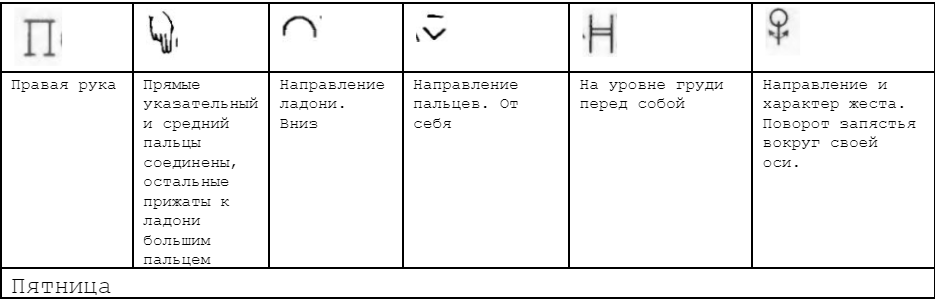 П
Н
Правая рука
Прямые
указательный
и средний
пальцы
соединены,
остальные
прижаты к
ладони
большим
пальцем
Направление
ладони.
Вниз
Направление
пальцев. От
себя
На уровне груди
перед собой
Направление и
характер жеста.
Поворот запястья
вокруг своей
оси.
Пятница